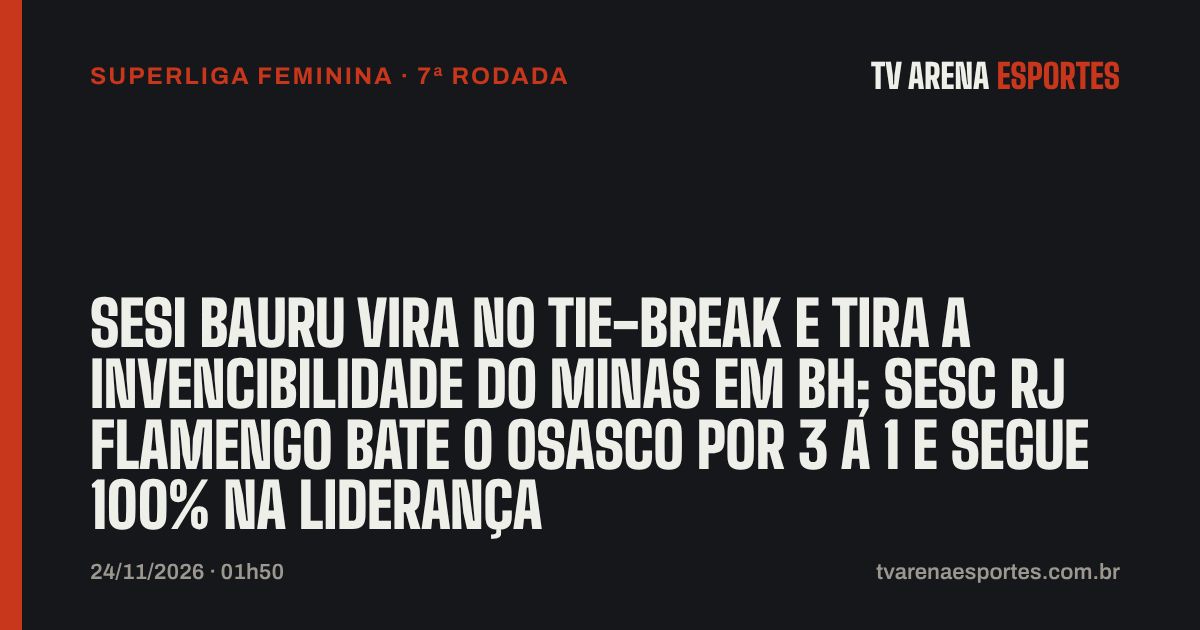 SUPERLIGA FEMININA · 7ª RODADA
TV ARENA ESPORTES
SESI BAURU VIRA NO TIE-BREAK E TIRA A
INVENCIBILIDADE DO MINAS EM BH; SESC RJ
FLAMENGO BATE O OSASCO POR 3 A 1 E SEGUE
100% NA LIDERANÇA
24/11/2026 · 01h50
tvarenaesportes.com.br